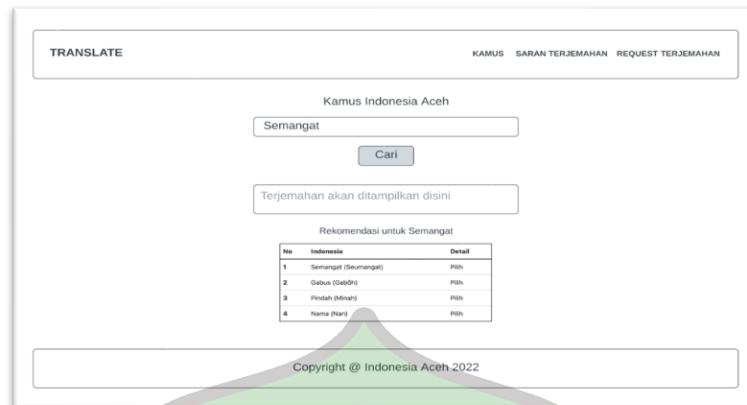 TRANSLATE KAMUS SARAN TERJEMAHAN REQUEST TERJEMAHAN
Kamus Indonesia Aceh
Semangat
Cari
Terjemahan akan ditampilkan disini
Rekomendasi untuk Semangat
No Indonesia Detail
1 Semangat (Seumangat) Pilih
2 Gabus (Gabôh) Pilih
3 Pindah (Minah) Pilih
4 Nama (Nan) Pilih
Copyright @ Indonesia Aceh 2022